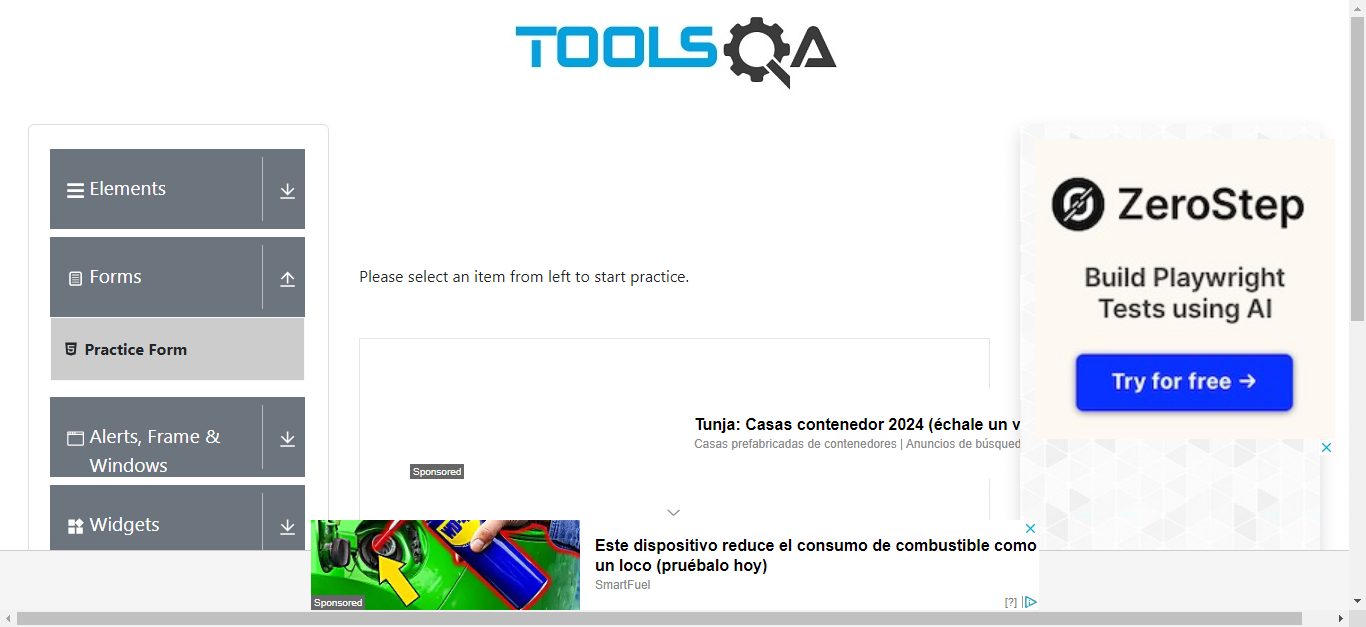 TOOLSQA
Elements
Forms
Practice Form
Alerts, Frame &
Windows
Widgets
Please select an item from left to start practice.
Tunja: Casas contenedor 2024 (échale un v
Casas prefabricadas de contenedores | Anuncios de búsqued
Sponsored
ZeroStep
Build Playwright
Tests using AI
Try for free →
Este dispositivo reduce el consumo de combustible como
un loco (pruébalo hoy)
SmartFuel
Sponsored
[?]